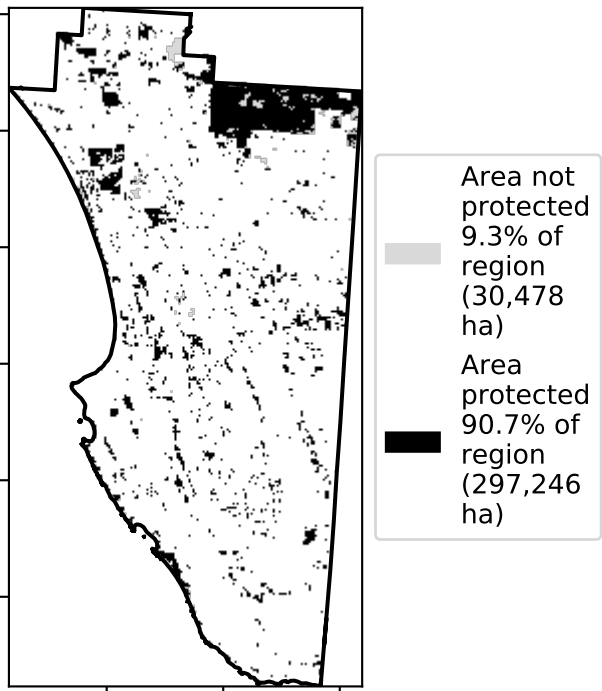 Area not
protected
9.3% of
region
(30,478
ha)
Area
protected
90.7% of
region
(297,246
ha)